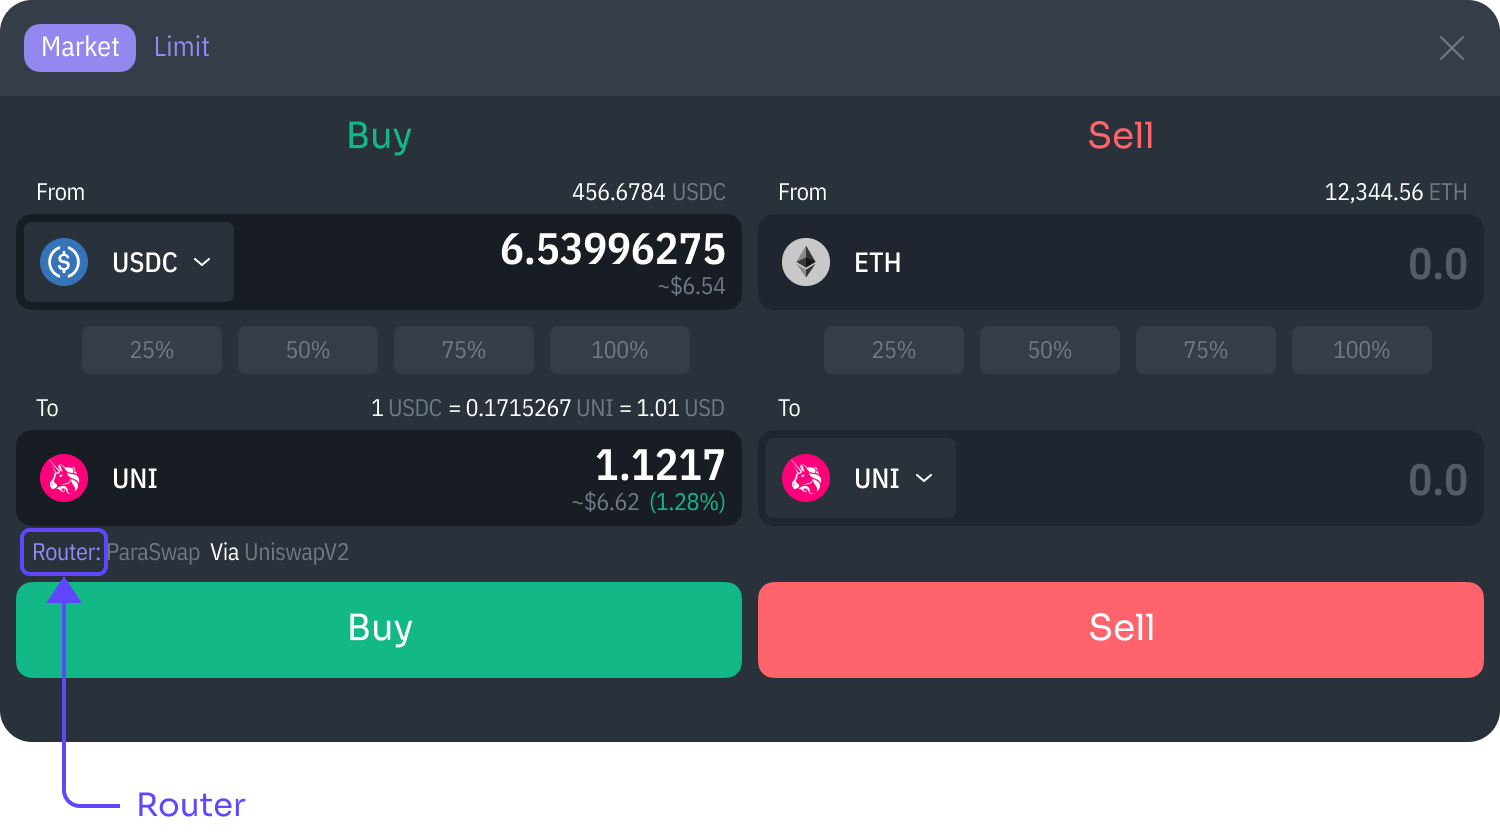 Market Limit
Buy
From 456.6784 USDC
USDC 6.53996275
~$6.54
25% 50% 75% 100%
To 1 USDC = 0.1715267 UNI = 1.01 USD
UNI 1.1217
~$6.62 (1.28%)
Router: ParaSwap Via UniswapV2
Buy
Sell
From 12,344.56 ETH
ETH 0.0
25% 50% 75% 100%
To
UNI 0.0
Sell
Router